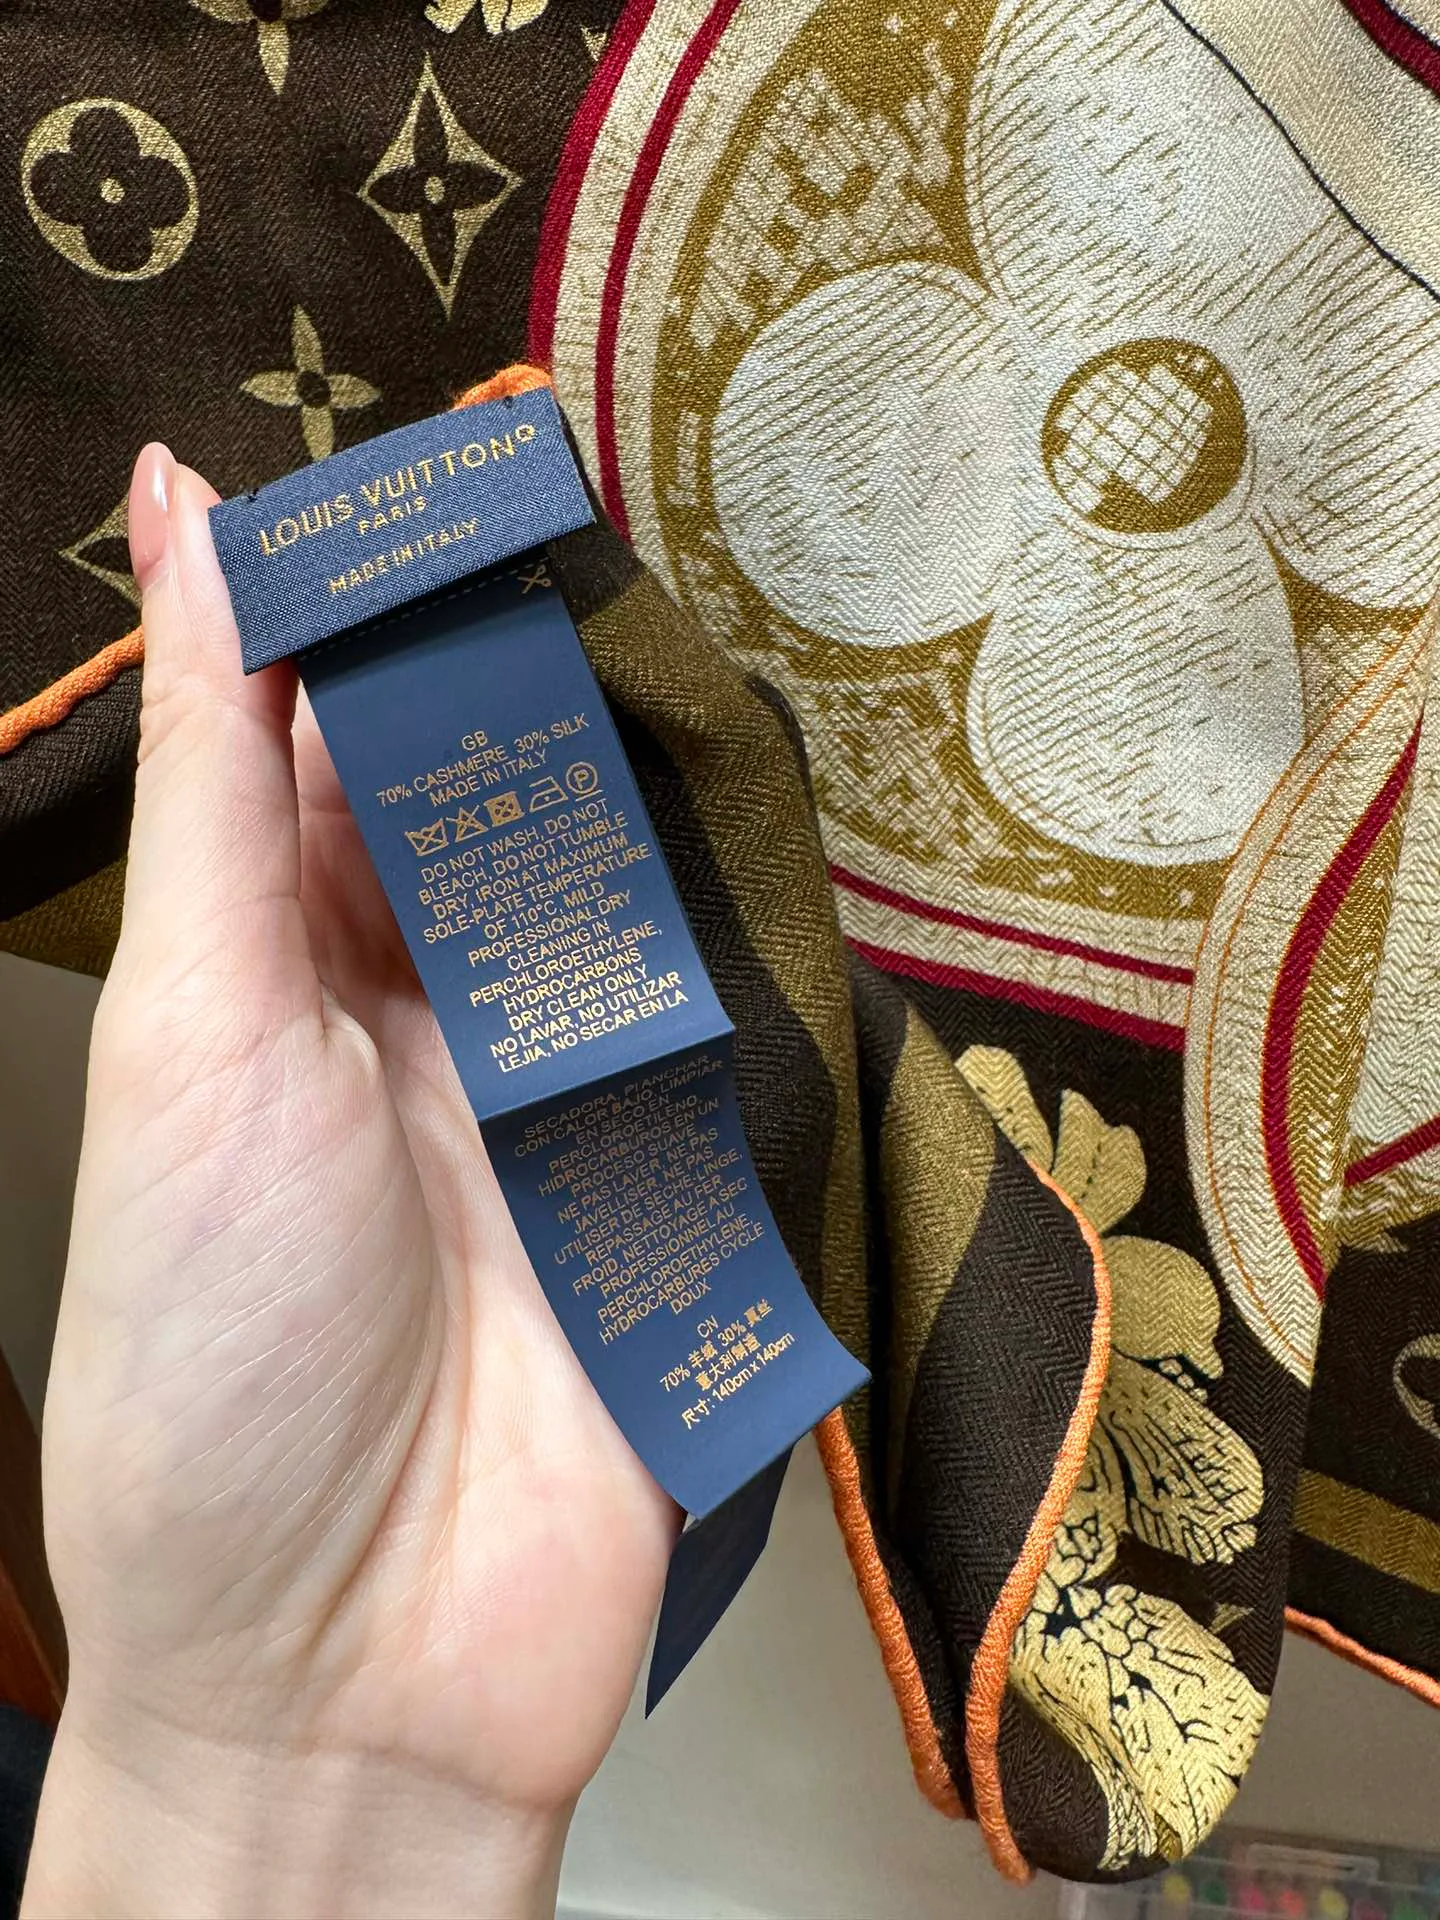 LOUIS VUITTON
PARIS
MADE IN ITALY
GB
70% CASHMERE 30% SILK
MADE IN ITALY
P
DO NOT WASH, DO NOT
BLEACH, DO NOT TUMBLE
DRY, IRON AT MAXIMUM
SOLE-PLATE TEMPERATURE
OF 110°C, MILD
PROFESSIONAL DRY
CLEANING IN
PERCHLOROETHYLENE,
HYDROCARBONS
DRY CLEAN ONLY
NO LAVAR, NO UTILIZAR
LEJIA, NO SECAR EN LA
SECADORA, PLANCHAR
CON CALOR BAJO, LIMPIAR
EN SECO EN
PERCLOROETILENO,
HIDROCARBUROS EN UN
PROCESO SUAVE
NE PAS LAVER, NE PAS
JAVELLISER, NE PAS
UTILISER DE SECHE-LINGE,
REPASSAGE AU FER
FROID, NETTOYAGE A SEC
PROFESSIONNEL AU
PERCHLOROETHYLENE,
HYDROCARBURES CYCLE
DOUX
CN
70% 羊绒 30% 真丝
意大利制造
尺寸: 140cm x 140cm